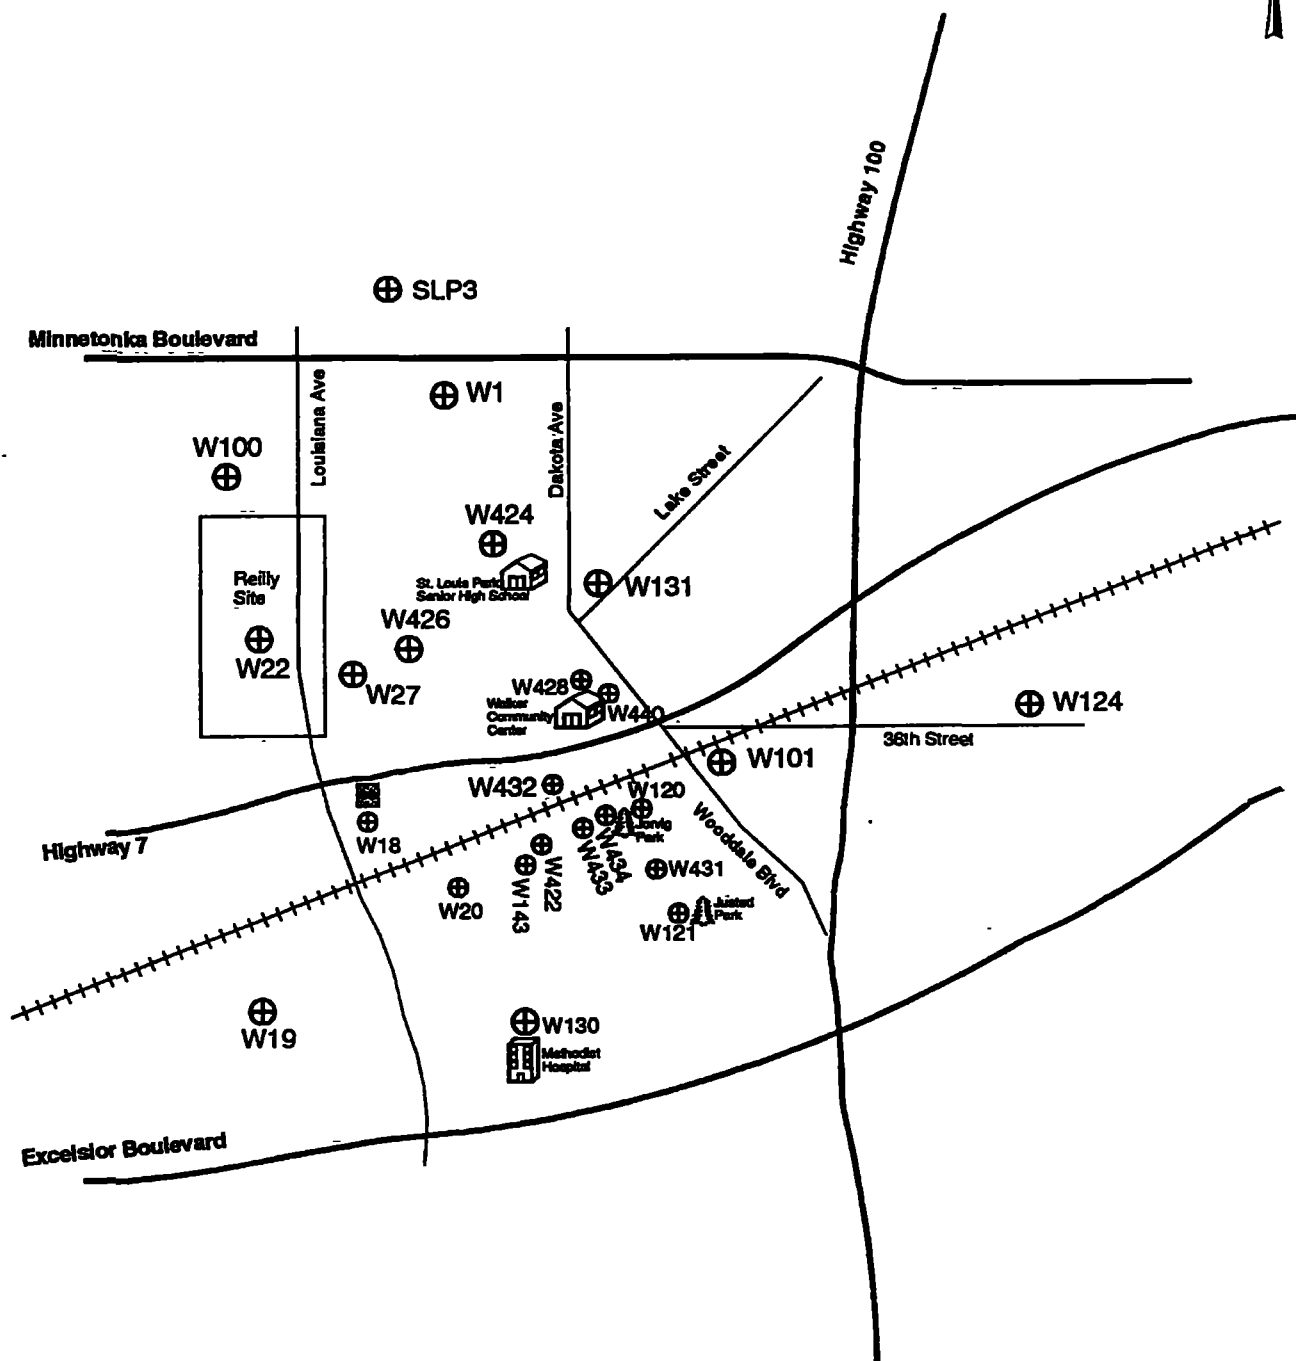 Highway 100
SLP3
Minnetonka Boulevard
W1
Louisiana Ave
Dakota Ave
W100
Lake Street
W424
Reilly
Site
St. Louis Park
Senior High School
W131
W426
W22
W27
W428
Walker
Community
Center
W440
W124
36th Street
W101
W432
W120
Jorvig
Park
Highway 7
W18
Wooddale Blvd
W434
W433
W422
W143
W431
W20
Justad
Park
W121
W19
W130
Methodist
Hospital
Excelsior Boulevard